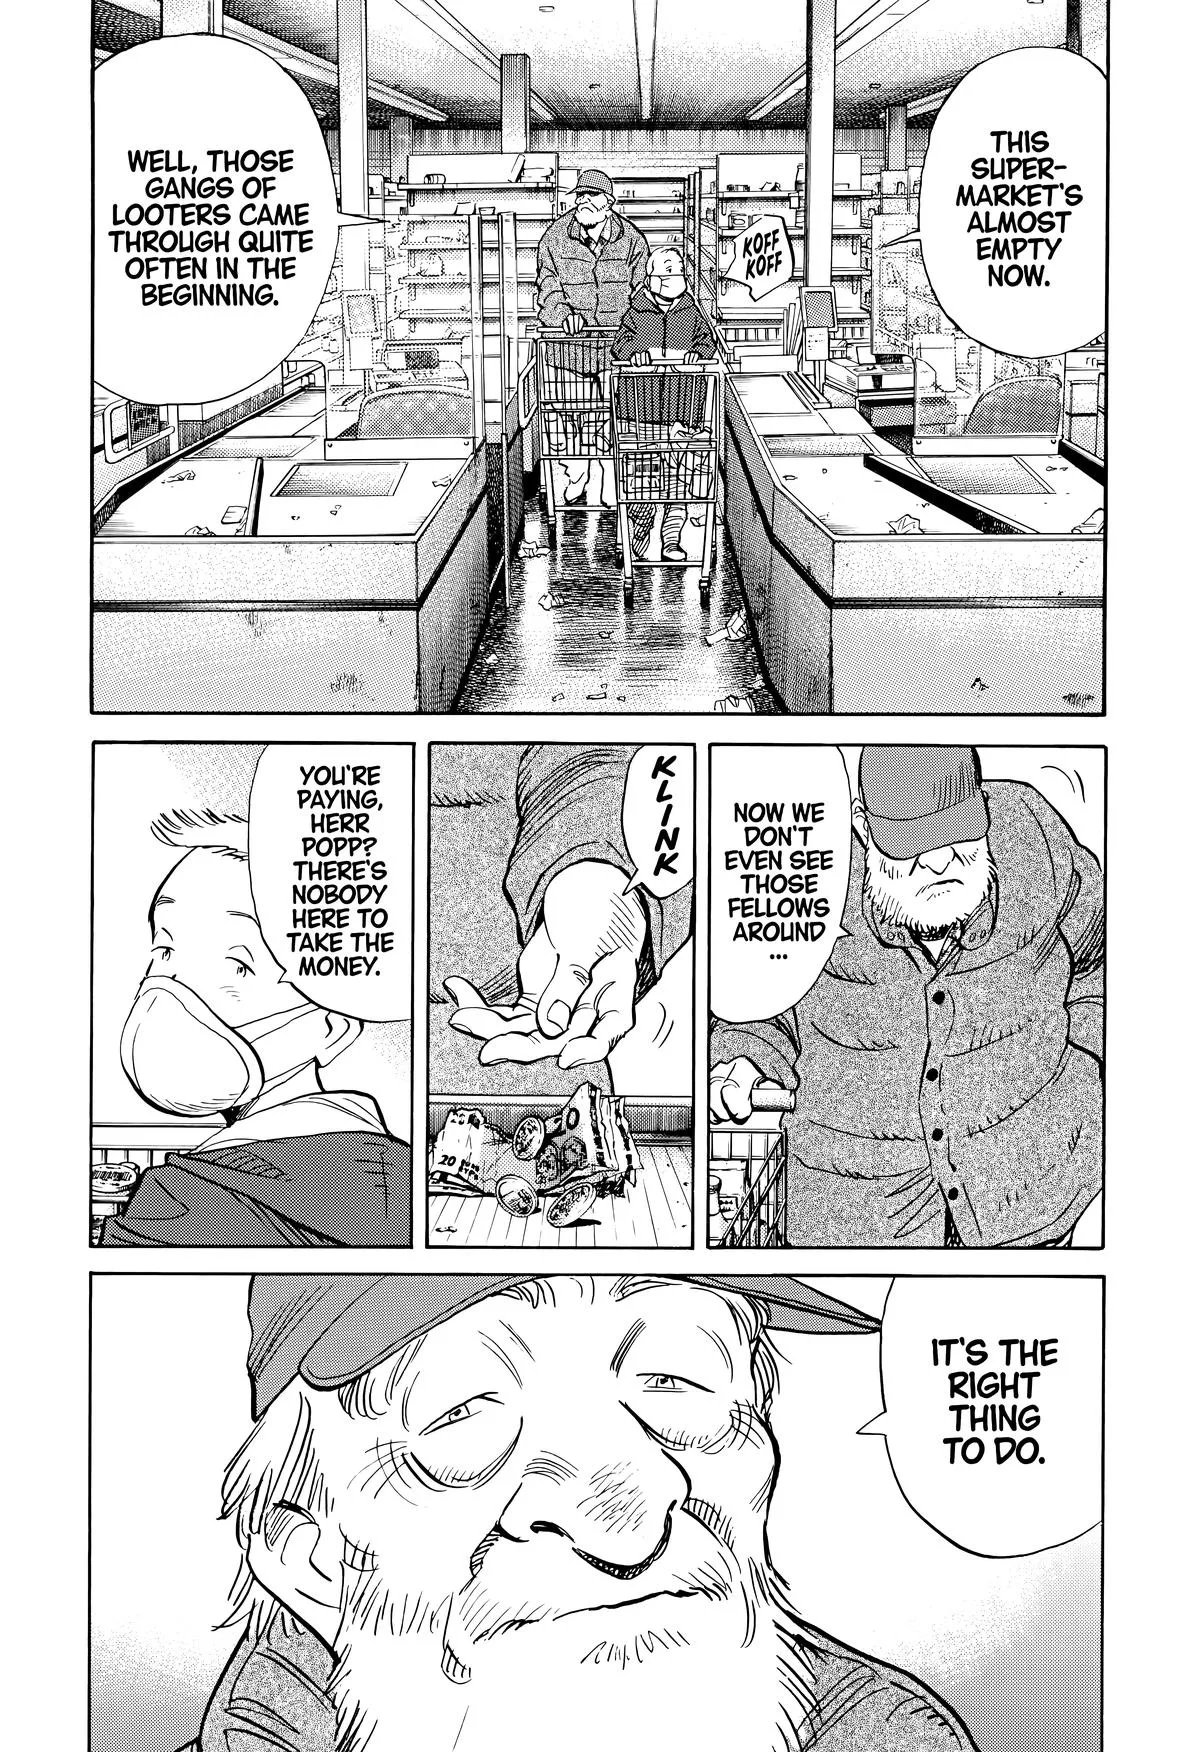 THIS
SUPER-
MARKET'S
ALMOST
EMPTY
NOW.
KOFF
KOFF
WELL, THOSE
GANGS OF
LOOTERS CAME
THROUGH QUITE
OFTEN IN THE
BEGINNING.
NOW WE
DON'T
EVEN SEE
THOSE
FELLOWS
AROUND
...
KLINK
20
YOU'RE
PAYING,
HERR
POPP?
THERE'S
NOBODY
HERE TO
TAKE THE
MONEY.
IT'S THE
RIGHT
THING
TO DO.